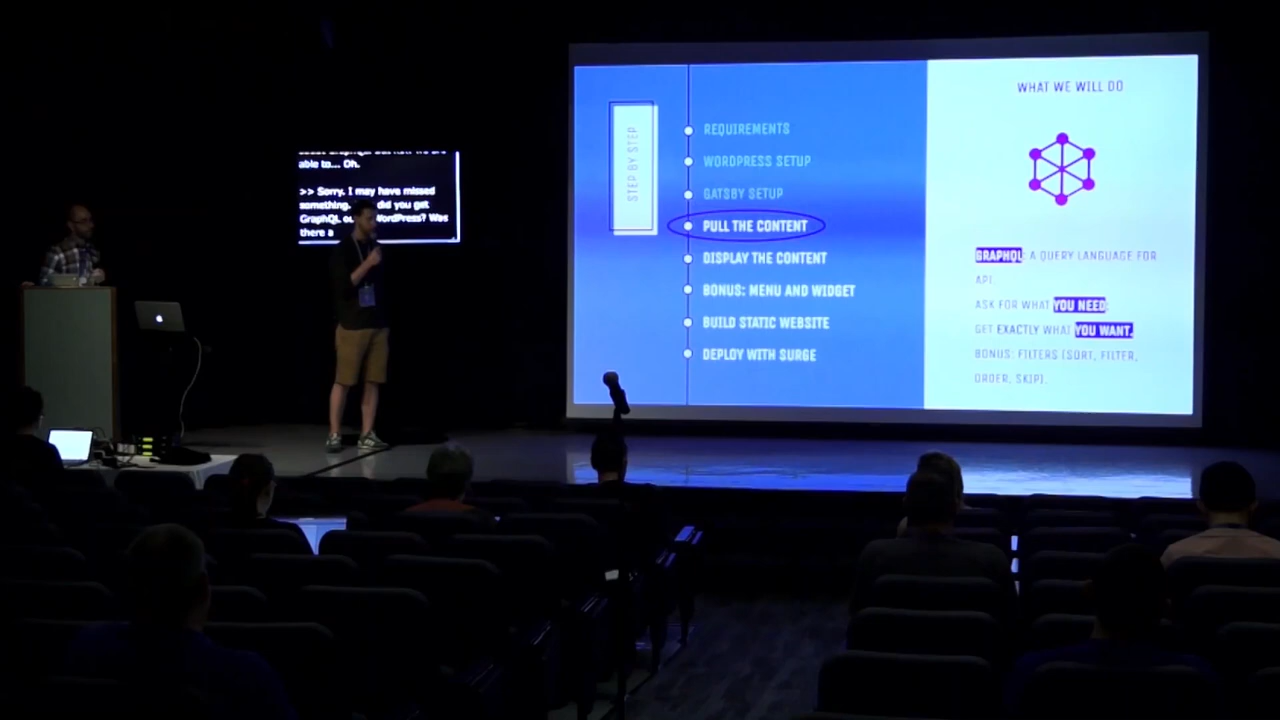 able to... Oh.
>> Sorry. I may have missed
something. did you get
GraphQL WordPress? Was
there a
STEP BY STEP
REQUIREMENTS
WORDPRESS SETUP
GATSBY SETUP
PULL THE CONTENT
DISPLAY THE CONTENT
BONUS: MENU AND WIDGET
BUILD STATIC WEBSITE
DEPLOY WITH SURGE
WHAT WE WILL DO
GRAPHQL: A QUERY LANGUAGE FOR
API.
ASK FOR WHAT YOU NEED,
GET EXACTLY WHAT YOU WANT.
BONUS: FILTERS (SORT, FILTER,
ORDER, SKIP).